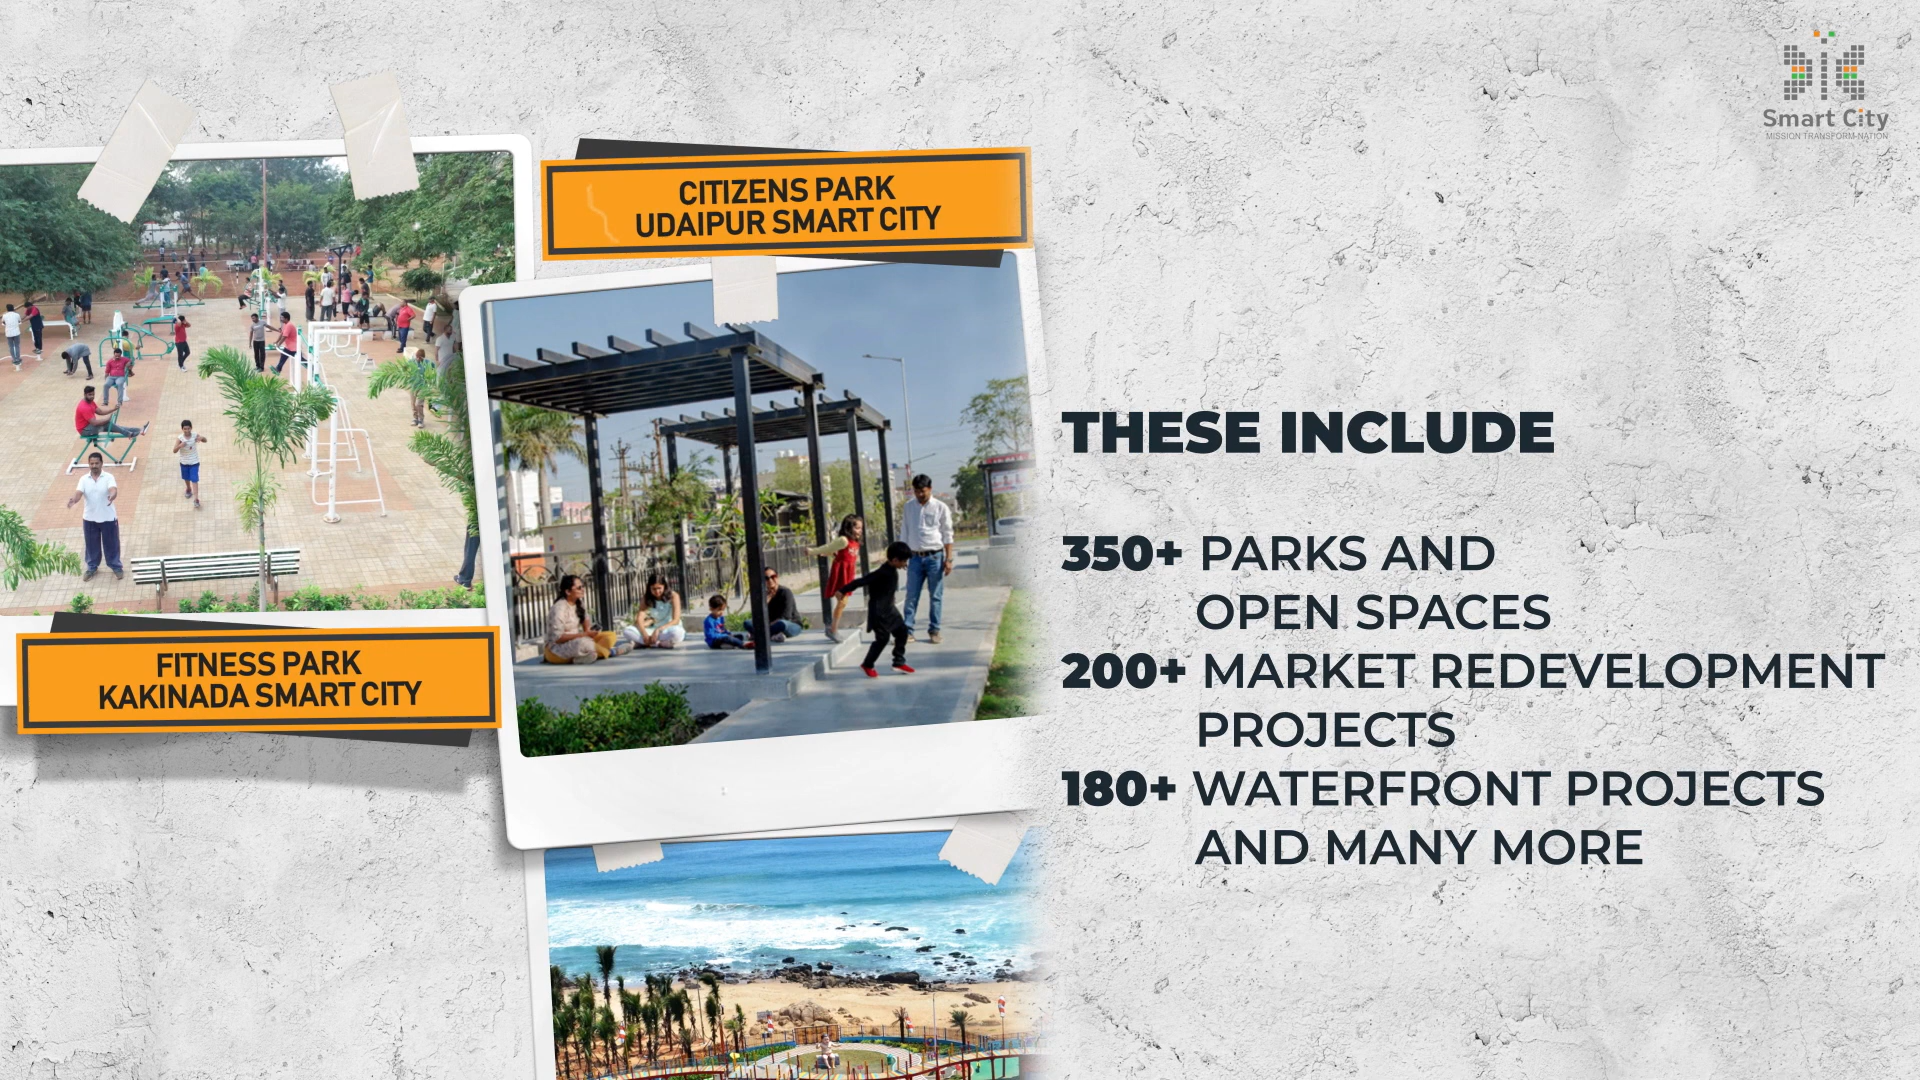 Smart City
MISSION TRANSFORM-NATION
CITIZENS PARK
UDAIPUR SMART CITY
FITNESS PARK
KAKINADA SMART CITY
THESE INCLUDE
350+ PARKS AND
OPEN SPACES
200+ MARKET REDEVELOPMENT
PROJECTS
180+ WATERFRONT PROJECTS
AND MANY MORE